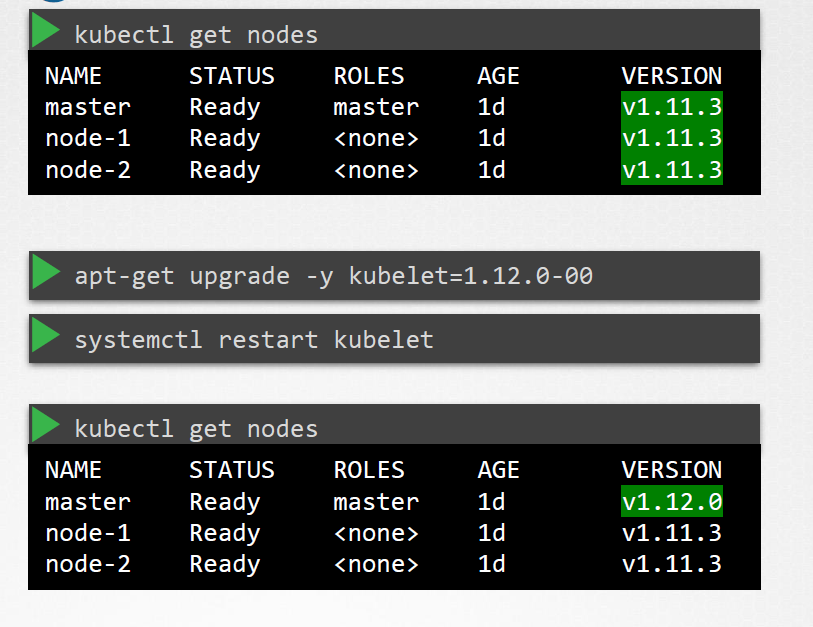 kubectl get nodes
NAME STATUS ROLES AGE VERSION
master Ready master 1d v1.11.3
node-1 Ready <none> 1d v1.11.3
node-2 Ready <none> 1d v1.11.3
apt-get upgrade -y kubelet=1.12.0-00
systemctl restart kubelet
kubectl get nodes
NAME STATUS ROLES AGE VERSION
master Ready master 1d v1.12.0
node-1 Ready <none> 1d v1.11.3
node-2 Ready <none> 1d v1.11.3